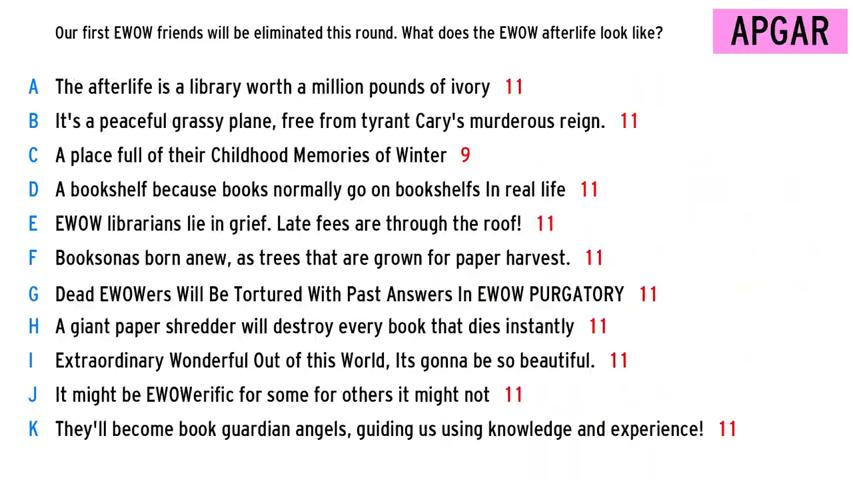 Our first EWOW friends will be eliminated this round. What does the EWOW afterlife look like?
APGAR
A The afterlife is a library worth a million pounds of ivory 11
B It's a peaceful grassy plane, free from tyrant Cary's murderous reign. 11
C A place full of their Childhood Memories of Winter 9
D A bookshelf because books normally go on bookshelfs In real life 11
E EWOW librarians lie in grief. Late fees are through the roof! 11
F Booksonas born anew, as trees that are grown for paper harvest. 11
G Dead EWOWers Will Be Tortured With Past Answers In EWOW PURGATORY 11
H A giant paper shredder will destroy every book that dies instantly 11
I Extraordinary Wonderful Out of this World, Its gonna be so beautiful. 11
J It might be EWOWerific for some for others it might not 11
K They'll become book guardian angels, guiding us using knowledge and experience! 11